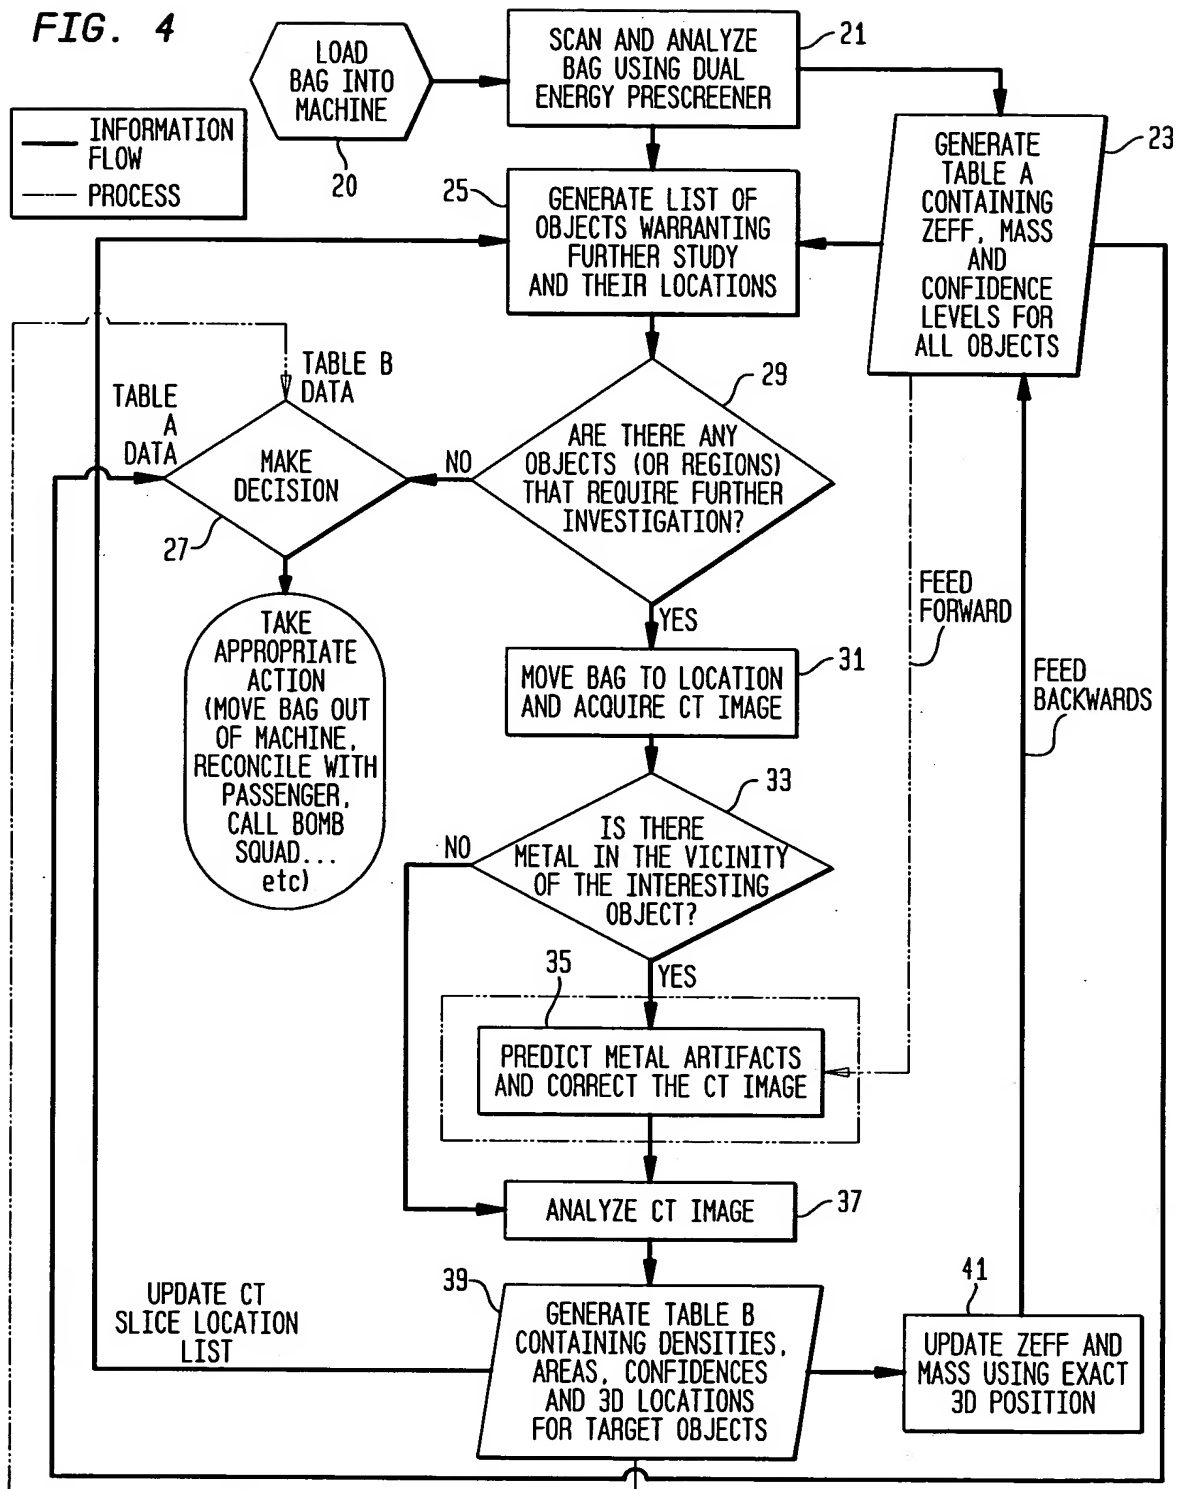 FIG. 4
LOAD
BAG INTO
MACHINE
20
SCAN AND ANALYZE
BAG USING DUAL
ENERGY PRESCREENER
21
INFORMATION
FLOW
PROCESS
GENERATE
TABLE A
CONTAINING
ZEFF, MASS
AND
CONFIDENCE
LEVELS FOR
ALL OBJECTS
23
25
GENERATE LIST OF
OBJECTS WARRANTING
FURTHER STUDY
AND THEIR LOCATIONS
TABLE B
DATA
TABLE
A
DATA
MAKE
DECISION
27
NO
29
ARE THERE ANY
OBJECTS (OR REGIONS)
THAT REQUIRE FURTHER
INVESTIGATION?
YES
FEED
FORWARD
FEED
BACKWARDS
TAKE
APPROPRIATE
ACTION
(MOVE BAG OUT
OF MACHINE,
RECONCILE WITH
PASSENGER,
CALL BOMB
SQUAD...
etc)
MOVE BAG TO LOCATION
AND ACQUIRE CT IMAGE
31
33
IS THERE
METAL IN THE VICINITY
OF THE INTERESTING
OBJECT?
NO
YES
35
PREDICT METAL ARTIFACTS
AND CORRECT THE CT IMAGE
ANALYZE CT IMAGE
37
UPDATE CT
SLICE LOCATION
LIST
39
GENERATE TABLE B
CONTAINING DENSITIES,
AREAS, CONFIDENCES
AND 3D LOCATIONS
FOR TARGET OBJECTS
41
UPDATE ZEFF AND
MASS USING EXACT
3D POSITION